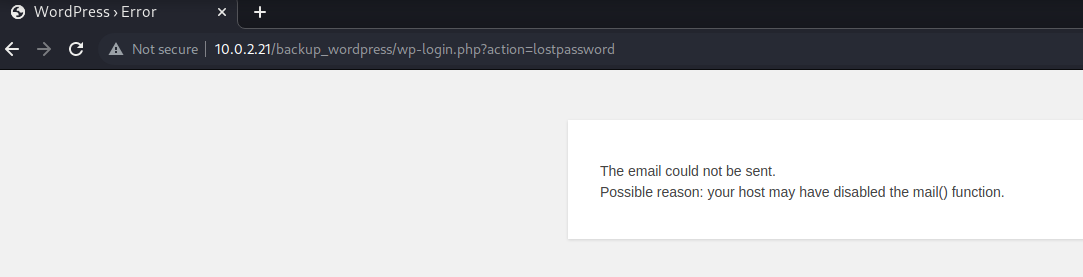 WordPress › Error
Not secure 10.0.2.21/backup_wordpress/wp-login.php?action=lostpassword
The email could not be sent.
Possible reason: your host may have disabled the mail() function.